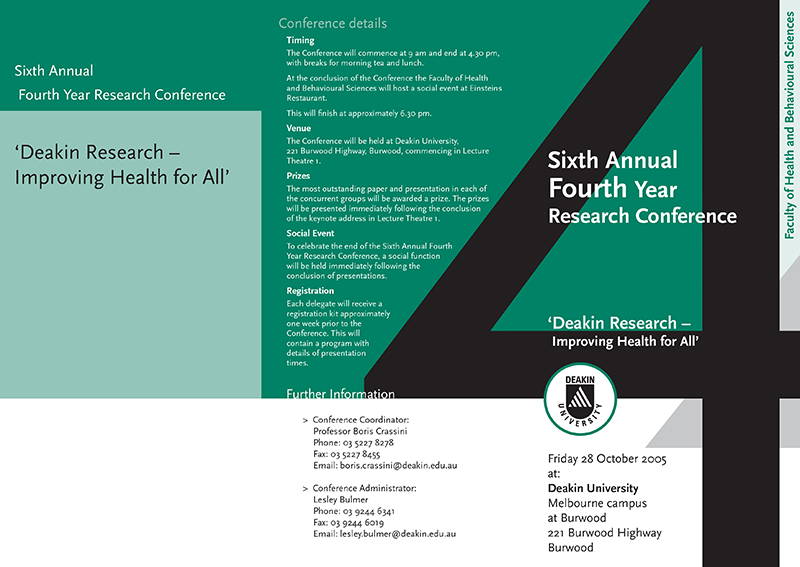 Sixth Annual
Fourth Year Research Conference
‘Deakin Research –
Improving Health for All’
Conference details
Timing
The Conference will commence at 9 am and end at 4.30 pm,
with breaks for morning tea and lunch.
At the conclusion of the Conference the Faculty of Health
and Behavioural Sciences will host a social event at Einsteins
Restaurant.
This will finish at approximately 6.30 pm.
Venue
The Conference will be held at Deakin University,
221 Burwood Highway, Burwood, commencing in Lecture
Theatre 1.
Prizes
The most outstanding paper and presentation in each of
the concurrent groups will be awarded a prize. The prizes
will be presented immediately following the conclusion
of the keynote address in Lecture Theatre 1.
Social Event
To celebrate the end of the Sixth Annual Fourth
Year Research Conference, a social function
will be held immediately following the
conclusion of presentations.
Registration
Each delegate will receive a
registration kit approximately
one week prior to the
Conference. This will
contain a program with
details of presentation
times.
Further Information
> Conference Coordinator:
Professor Boris Crassini
Phone: 03 5227 8278
Fax: 03 5227 8455
Email: boris.crassini@deakin.edu.au
> Conference Administrator:
Lesley Bulmer
Phone: 03 9244 6341
Fax: 03 9244 6019
Email: lesley.bulmer@deakin.edu.au
Sixth Annual
Fourth Year
Research Conference
‘Deakin Research –
Improving Health for All’
DEAKIN
UNIVERSITY
Friday 28 October 2005
at:
Deakin University
Melbourne campus
at Burwood
221 Burwood Highway
Burwood
4
Faculty of Health and Behavioural Sciences